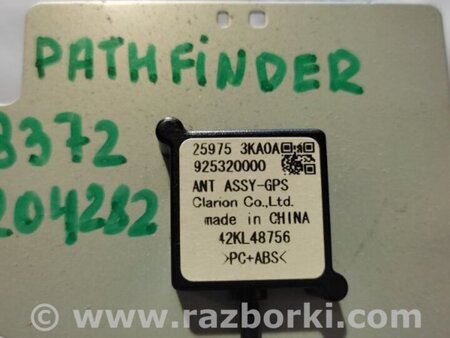 PATHFINDER
8372
204282
25975 3KA0A
925320000
ANT ASSY-GPS
Clarion Co.,Ltd.
made in CHINA
42KL48756
>PC+ABS<
© www.razborki.com